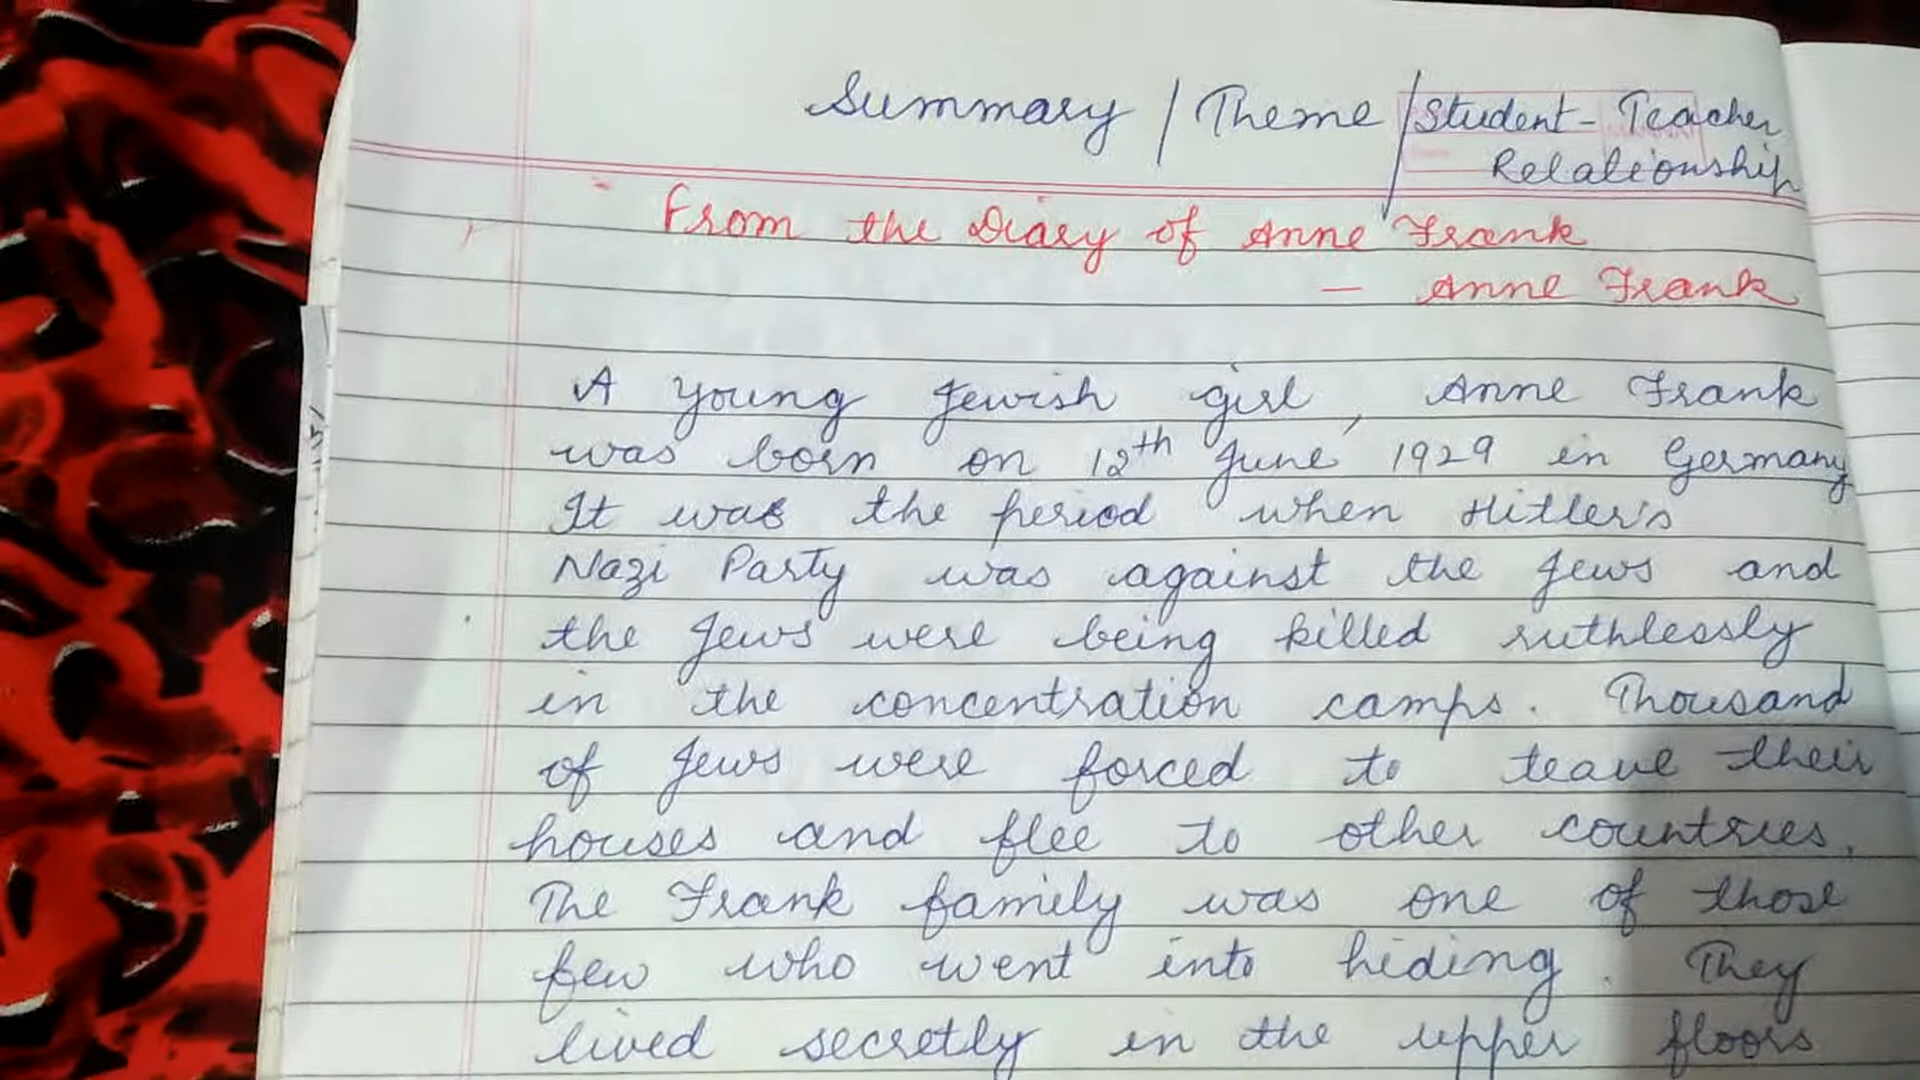 Summary / Theme / Student-Teacher
Relationship
From the Diary of Anne Frank
- Anne Frank
A young Jewish girl, Anne Frank
was born on 12th June 1929 in Germany
It was the period when Hitler's
Nazi Party was against the Jews and
the Jews were being killed ruthlessly
in the concentration camps. Thousand
of Jews were forced to leave their
houses and flee to other countries.
The Frank family was one of those
few who went into hiding. They
lived secretly in the upper floors